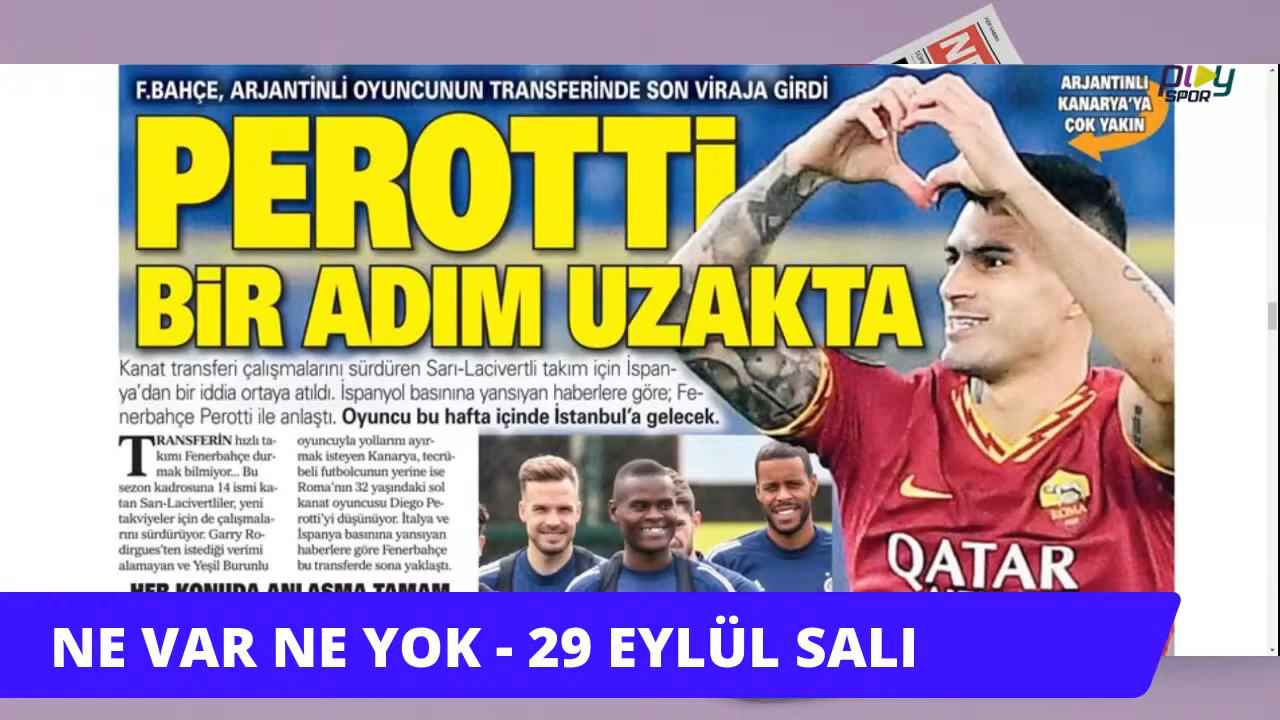 F.BAHÇE, ARJANTİNLİ OYUNCUNUN TRANSFERİNDE SON VİRAJA GİRDİ
PEROTTİ
BİR ADIM UZAKTA
ARJANTİNLİ
KANARYA'YA
ÇOK YAKIN
play
SPOR
Kanat transferi çalışmalarını sürdüren Sarı-Lacivertli takım için İspan-
ya'dan bir iddia ortaya atıldı. İspanyol basınına yansıyan haberlere göre; Fe-
nerbahçe Perotti ile anlaştı. Oyuncu bu hafta içinde İstanbul'a gelecek.
TRANSFERİN hızlı ta-
kımı Fenerbahçe dur-
mak bilmiyor... Bu
sezon kadrosuna 14 ismi ka-
tan Sarı-Lacivertliler, yeni
takviyeler için de çalışmala-
rını sürdürüyor. Garry Ro-
dirgues'ten istediği verimi
alamayan ve Yeşil Burunlu
oyuncuyla yollarını ayır-
mak isteyen Kanarya, tecrü-
beli futbolcunun yerine ise
Roma'nın 32 yaşındaki sol
kanat oyuncusu Diego Pe-
rotti'yi düşünüyor. İtalya ve
İspanya basınına yansıyan
haberlere göre Fenerbahçe
bu transferde sona yaklaştı.
HER KONUDA ANLAŞMA TAMAM
ROMA
QATAR
NE VAR NE YOK - 29 EYLÜL SALI